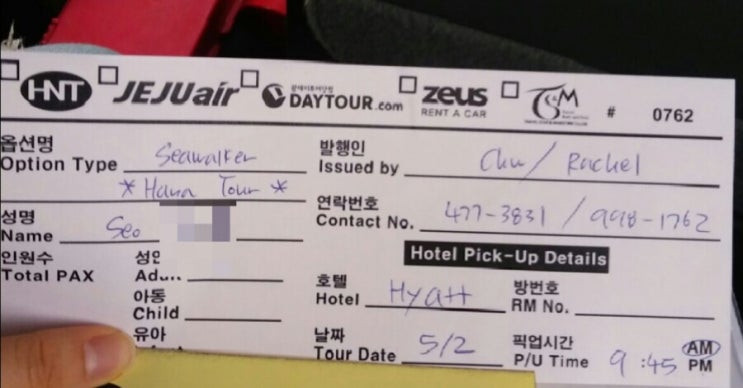 HNT JEJUair DAYTOUR.com zeus RENT A CAR TS&M # 0762
옵션명 발행인
Option Type Seawalker Issued by Chu / Rachel
* Hana Tour * 연락번호
성명 Contact No. 477-3831 / 998-1762
Name Seo
Hotel Pick-Up Details
인원수 성인
Total PAX Adu 호텔 방번호
아동 Hotel Hyatt RM No.
Child
유아 날짜 픽업시간 AM
Tour Date 5/2 P/U Time 9:45 PM